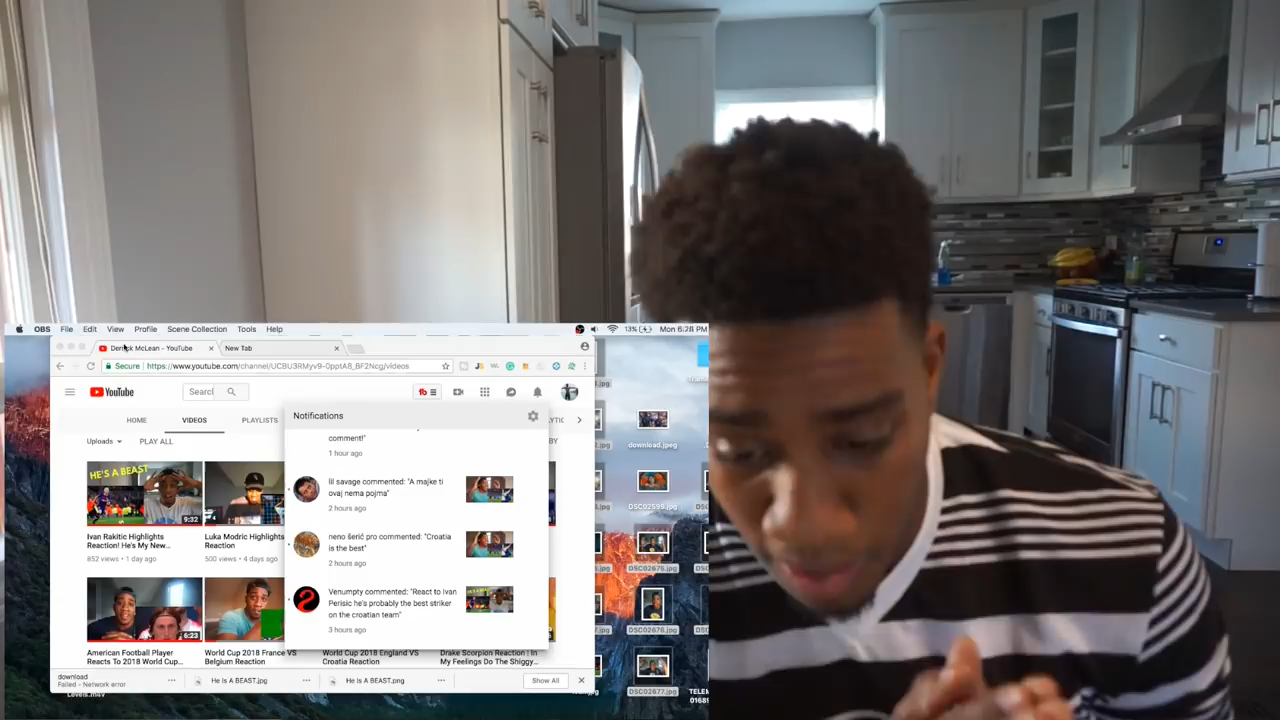 OBS File Edit View Profile Scene Collection Tools Help 13% Mon 6:28 PM
Derrick McLean - YouTube New Tab
Secure https://www.youtube.com/channel/UCBU3RMyv9-0pptA8_BF2Ncg/videos
YouTube
HOME VIDEOS PLAYLISTS
Notifications
Uploads PLAY ALL
comment!"
1 hour ago
lil savage commented: "A majke ti
ovaj nema pojma"
2 hours ago
neno šerić pro commented: "Croatia
is the best"
2 hours ago
Venumpty commented: "React to Ivan
Perisic he's probably the best striker
on the croatian team"
3 hours ago
HE'S A BEAST
9:32
Ivan Rakitic Highlights
Reaction! He's My New...
852 views • 1 day ago
Luka Modric Highlights
Reaction
500 views • 4 days ago
6:23
American Football Player
Reacts To 2018 World Cup...
World Cup 2018 France VS
Belgium Reaction
World Cup 2018 England VS
Croatia Reaction
Drake Scorpion Reaction | In
My Feelings Do The Shiggy...
download
Failed - Network error
He Is A BEAST.jpg
He Is A BEAST.png
Show All
download.jpeg
DSC02599.jpg
DSC02675.jpg
DSC02676.jpg
DSC02677.jpg